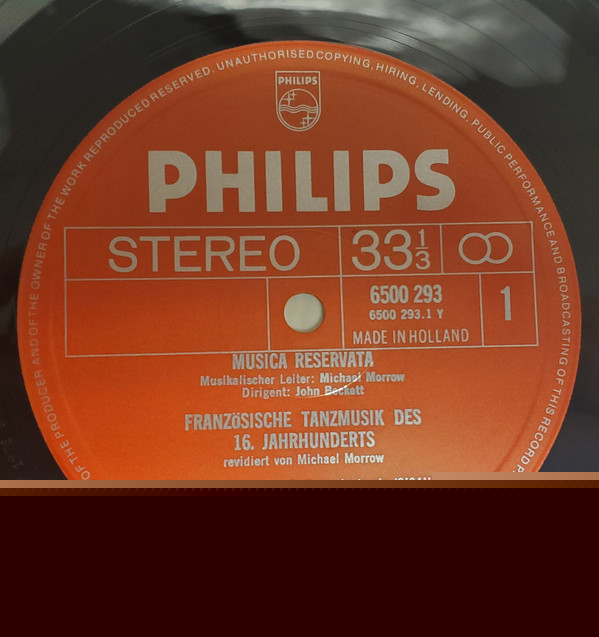 UNAUTHORISED COPYING, HIRING, LENDING, PUBLIC PERFORMANCE AND BROADCASTING OF THIS RECORD
OF THE PRODUCER AND OF THE OWNER OF THE WORK REPRODUCED RESERVED.
PHILIPS
PHILIPS
STEREO 33 1/3
6500 293 1
6500 293.1 Y
MADE IN HOLLAND
MUSICA RESERVATA
Musikalischer Leiter: Michael Morrow
Dirigent: John Beckett
FRANZöSISCHE TANZMUSIK DES
16. JAHRHUNDERTS
revidiert von Michael Morrow